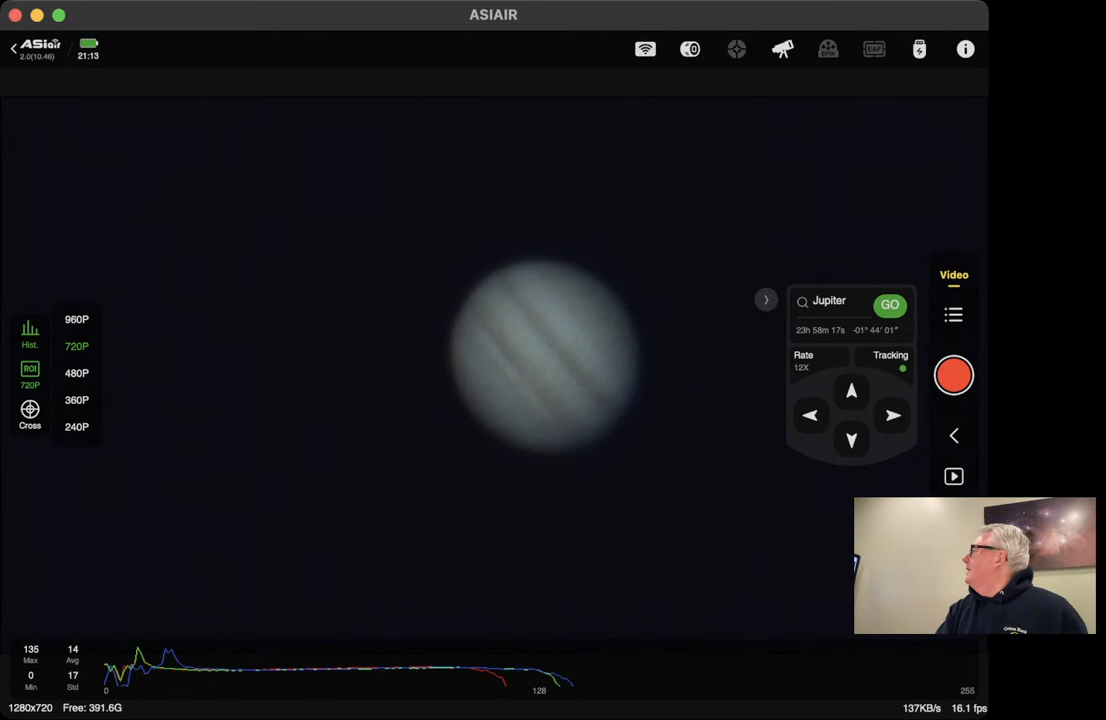 ASIAIR
ASIair
2.0(10.46)
21:13
EFW
EAF
Video
Jupiter
GO
23h 58m 17s -01° 44′ 01″
Rate
12X
Tracking
Hist.
ROI
720P
Cross
960P
720P
480P
360P
240P
135
Max
14
Avg
0
Min
17
Std
0
128
255
1280x720 Free: 391.6G
137KB/s 16.1 fps